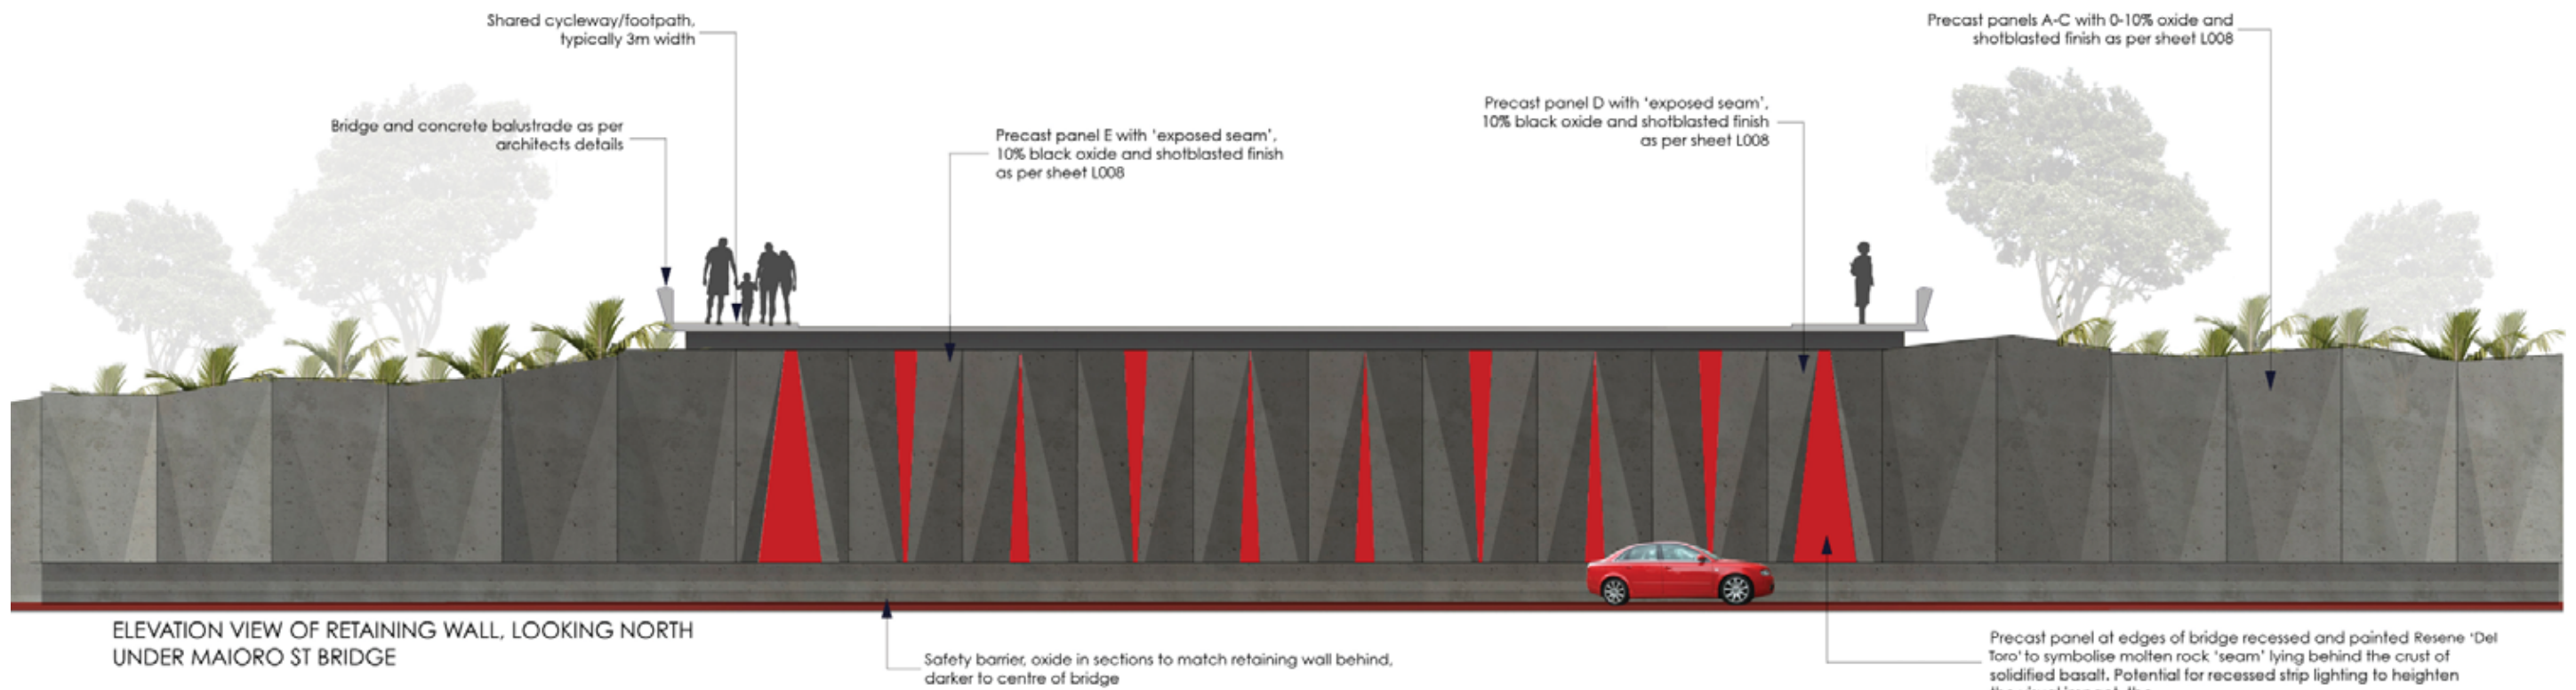 Shared cycleway/footpath,
typically 3m width
Precast panels A-C with 0-10% oxide and
shotblasted finish as per sheet L008
Bridge and concrete balustrade as per
architects details
Precast panel E with 'exposed seam',
10% black oxide and shotblasted finish
as per sheet L008
Precast panel D with 'exposed seam',
10% black oxide and shotblasted finish
as per sheet L008
ELEVATION VIEW OF RETAINING WALL, LOOKING NORTH
UNDER MAIORO ST BRIDGE
Safety barrier, oxide in sections to match retaining wall behind,
darker to centre of bridge
Precast panel at edges of bridge recessed and painted Resene 'Del
Toro' to symbolise molten rock 'seam' lying behind the crust of
solidified basalt. Potential for recessed strip lighting to heighten